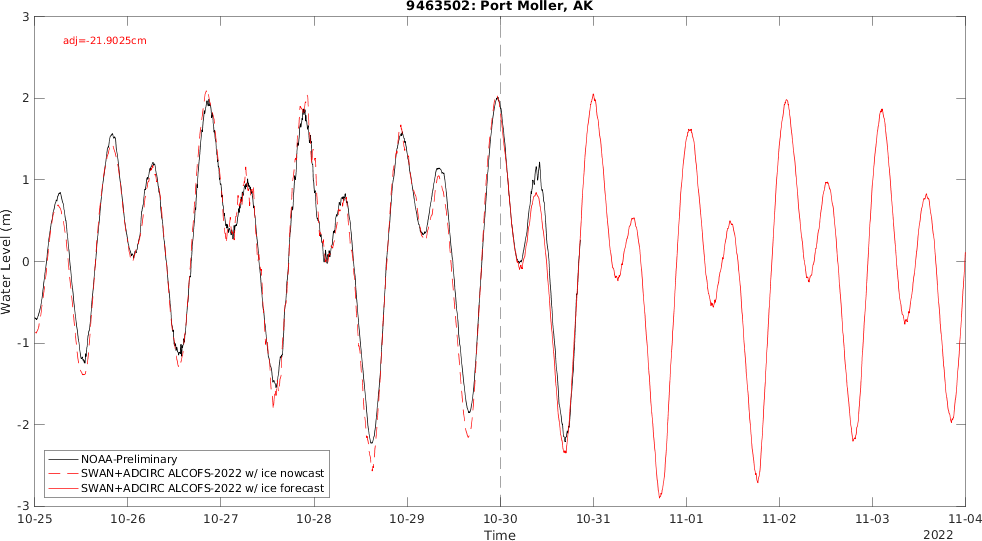 9463502: Port Moller, AK
adj=-21.9025cm
3
2
1
0
-1
-2
-3
Water Level (m)
NOAA-Preliminary
SWAN+ADCIRC ALCOFS-2022 w/ ice nowcast
SWAN+ADCIRC ALCOFS-2022 w/ ice forecast
10-25 10-26 10-27 10-28 10-29 10-30 10-31 11-01 11-02 11-03 11-04
Time
2022